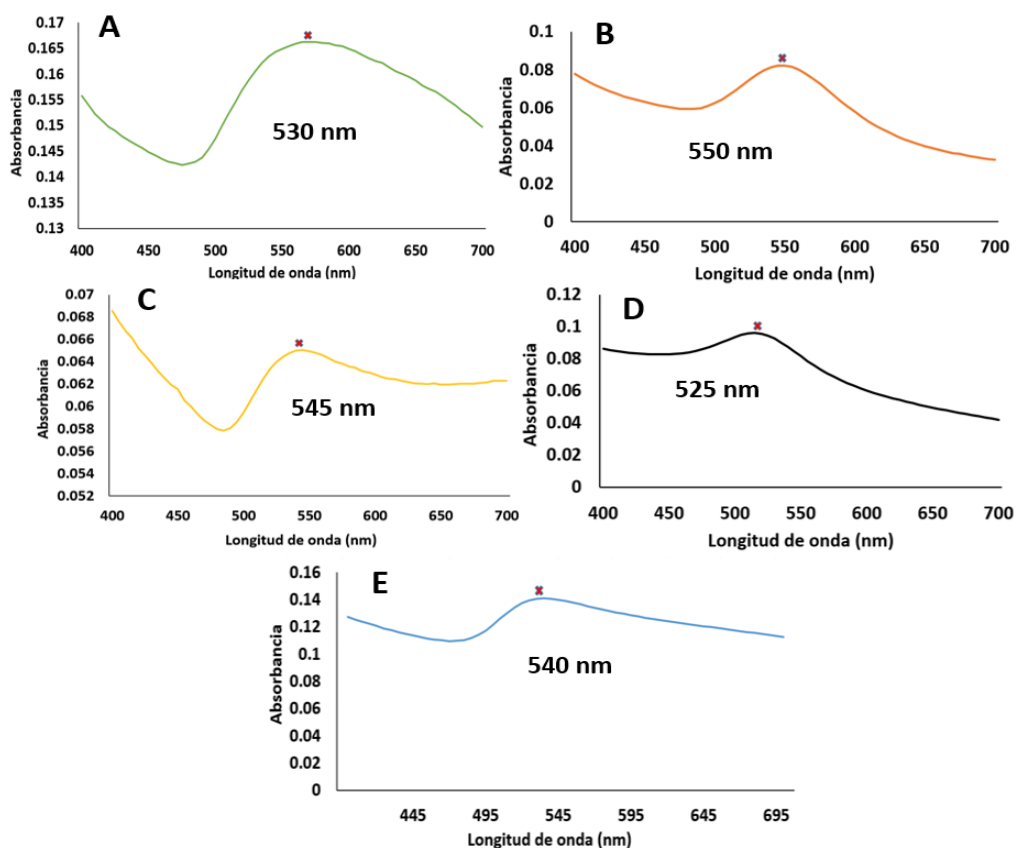 A
0.17
0.165
0.16
0.155
0.15
0.145
0.14
0.135
0.13
Absorbancia
530 nm
400 450 500 550 600 650 700
Longitud de onda (nm)
B
0.1
0.08
0.06
0.04
0.02
0
Absorbancia
550 nm
400 450 500 550 600 650 700
Longitud de onda (nm)
C
0.07
0.068
0.066
0.064
0.062
0.06
0.058
0.056
0.054
0.052
Absorbancia
545 nm
400 450 500 550 600 650 700
Longitud de onda (nm)
D
0.12
0.1
0.08
0.06
0.04
0.02
0
Absorbancia
525 nm
400 450 500 550 600 650 700
Longitud de onda (nm)
E
0.16
0.14
0.12
0.1
0.08
0.06
0.04
0.02
0
Absorbancia
540 nm
445 495 545 595 645 695
Longitud de onda (nm)